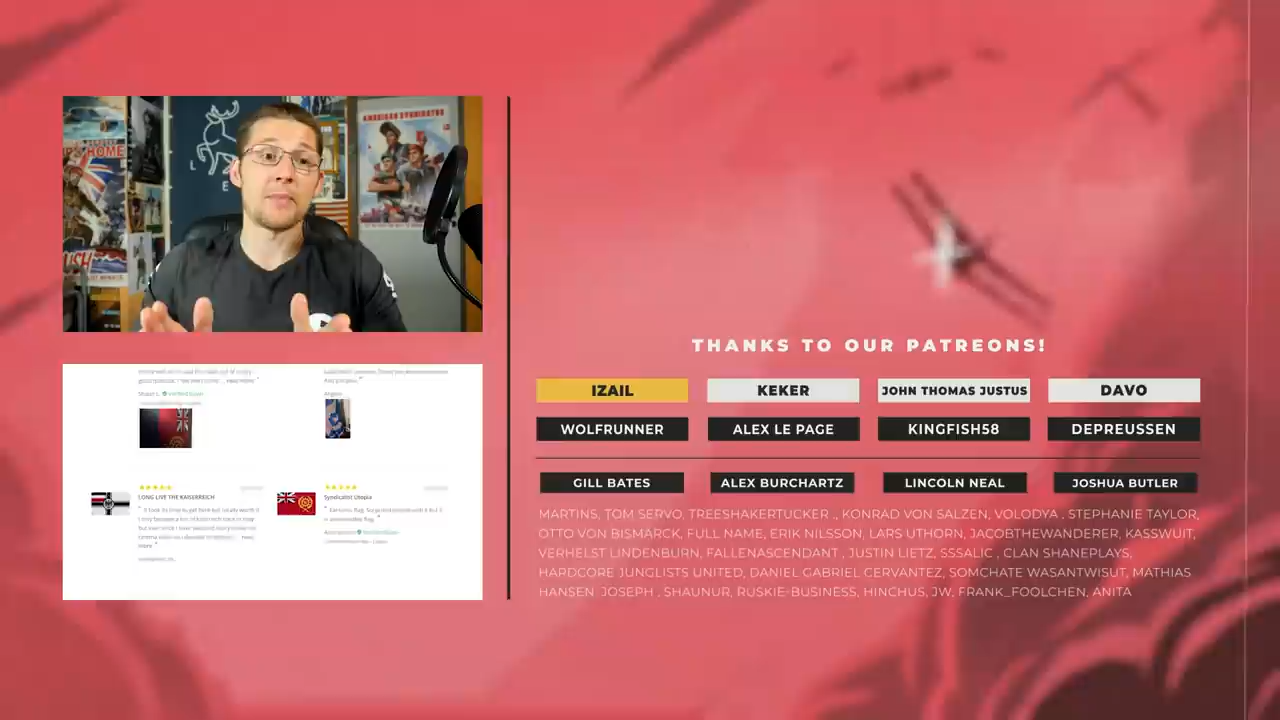 AMERICAN SYNDICATE
HOME
L
E
THANKS TO OUR PATREONS!
IZAIL
KEKER
JOHN THOMAS JUSTUS
DAVO
WOLFRUNNER
ALEX LE PAGE
KINGFISH58
DEPREUSSEN
GILL BATES
ALEX BURCHARTZ
LINCOLN NEAL
JOSHUA BUTLER
MARTINS, TOM SERVO, TREESHAKERTUCKER ., KONRAD VON SALZEN, VOLODYA . STEPHANIE TAYLOR,
OTTO VON BISMARCK, FULL NAME, ERIK NILSSON, LARS UTHORN, JACOBTHEWANDERER, KASSWUIT,
VERHELST LINDENBURN, FALLENASCENDANT , JUSTIN LIETZ, SSSALIC , CLAN SHANEPLAYS,
HARDCORE JUNGLISTS UNITED, DANIEL GABRIEL CERVANTEZ, SOMCHATE WASANTWISUT, MATHIAS
HANSEN JOSEPH , SHAUNUR, RUSKIE-BUSINESS, HINCHUS, JW, FRANK_FOOLCHEN, ANITA
LONG LIVE THE KAISERREICH
Syndicalist Utopia